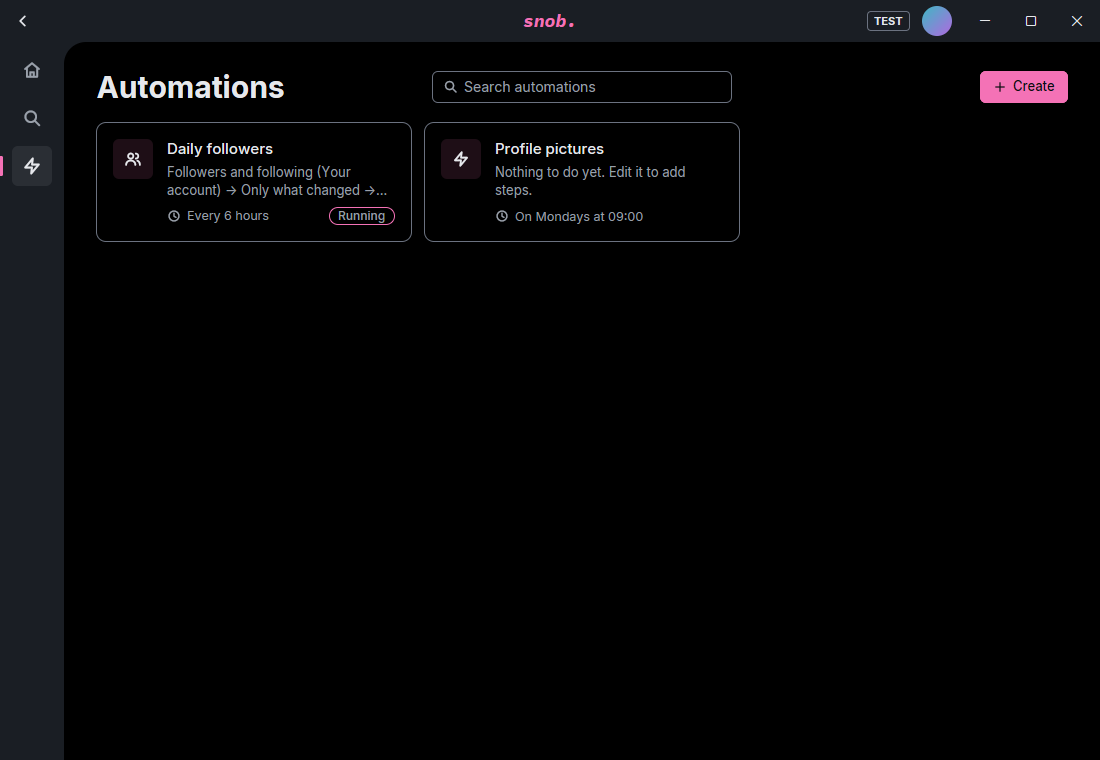 snob.
TEST
Automations
Search automations
+ Create
Daily followers
Followers and following (Your
account) → Only what changed →...
Every 6 hours
Running
Profile pictures
Nothing to do yet. Edit it to add
steps.
On Mondays at 09:00